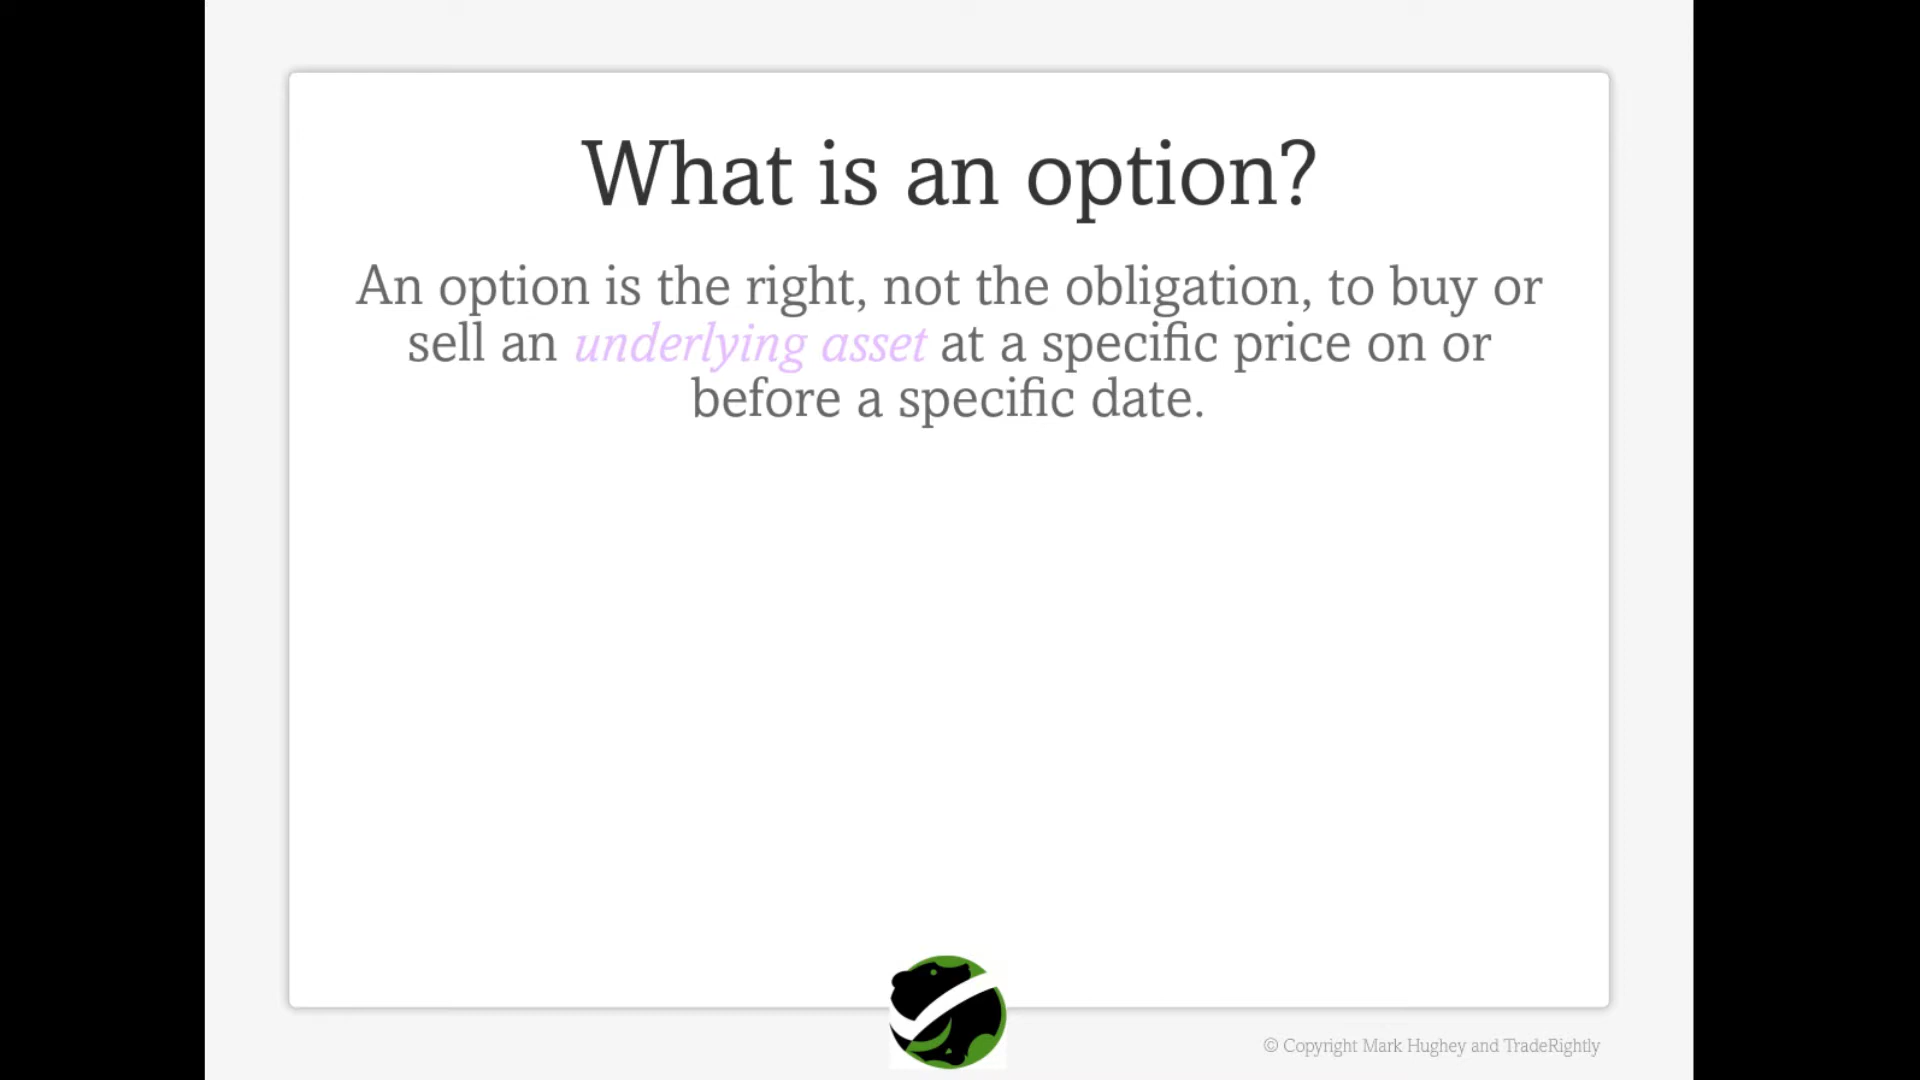 What is an option?
An option is the right, not the obligation, to buy or
sell an underlying asset at a specific price on or
before a specific date.
© Copyright Mark Hughey and TradeRightly